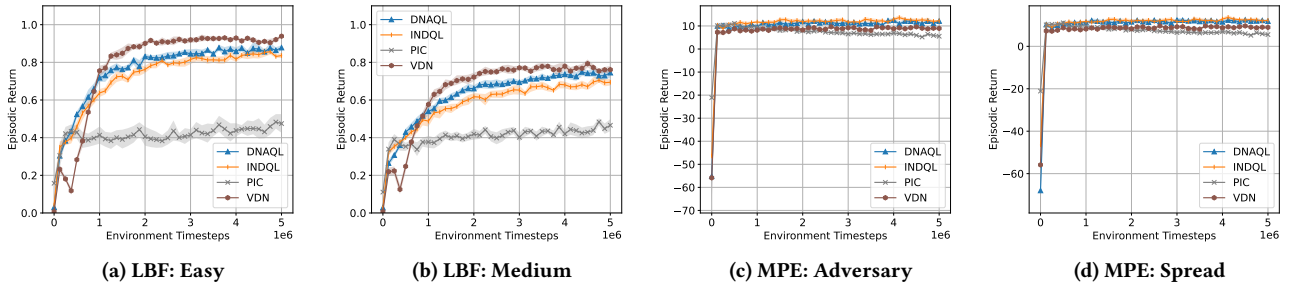 1.0
0.8
0.6
0.4
0.2
0.0
Episodic Return
DNAQL
INDQL
PIC
VDN
0 1 2 3 4 5
1e6
Environment Timesteps
(a) LBF: Easy
1.0
0.8
0.6
0.4
0.2
0.0
Episodic Return
DNAQL
INDQL
PIC
VDN
0 1 2 3 4 5
1e6
Environment Timesteps
(b) LBF: Medium
10
0
−10
−20
−30
−40
−50
−60
−70
Episodic Return
DNAQL
INDQL
PIC
VDN
0 1 2 3 4 5
1e6
Environment Timesteps
(c) MPE: Adversary
0
−20
−40
−60
Episodic Return
DNAQL
INDQL
PIC
VDN
0 1 2 3 4 5
1e6
Environment Timesteps
(d) MPE: Spread